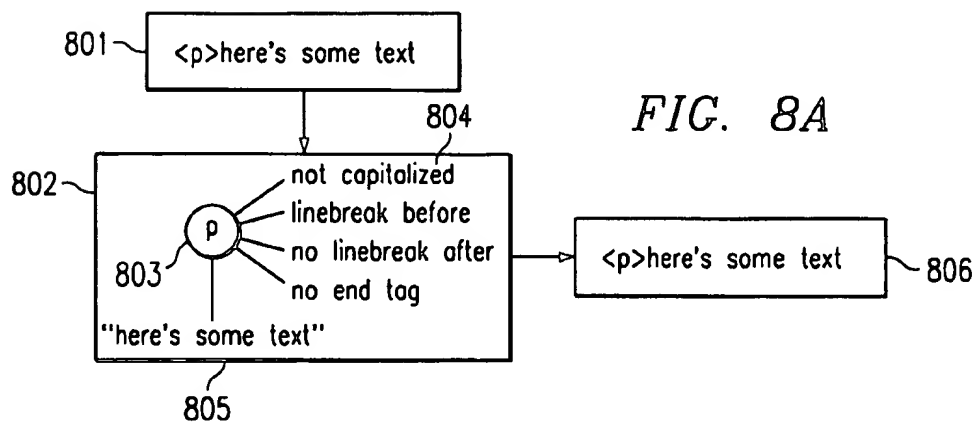 801
<p>here's some text
FIG. 8A
804
802
not capitalized
linebreak before
p
no linebreak after
803
no end tag
"here's some text"
<p>here's some text
806
805